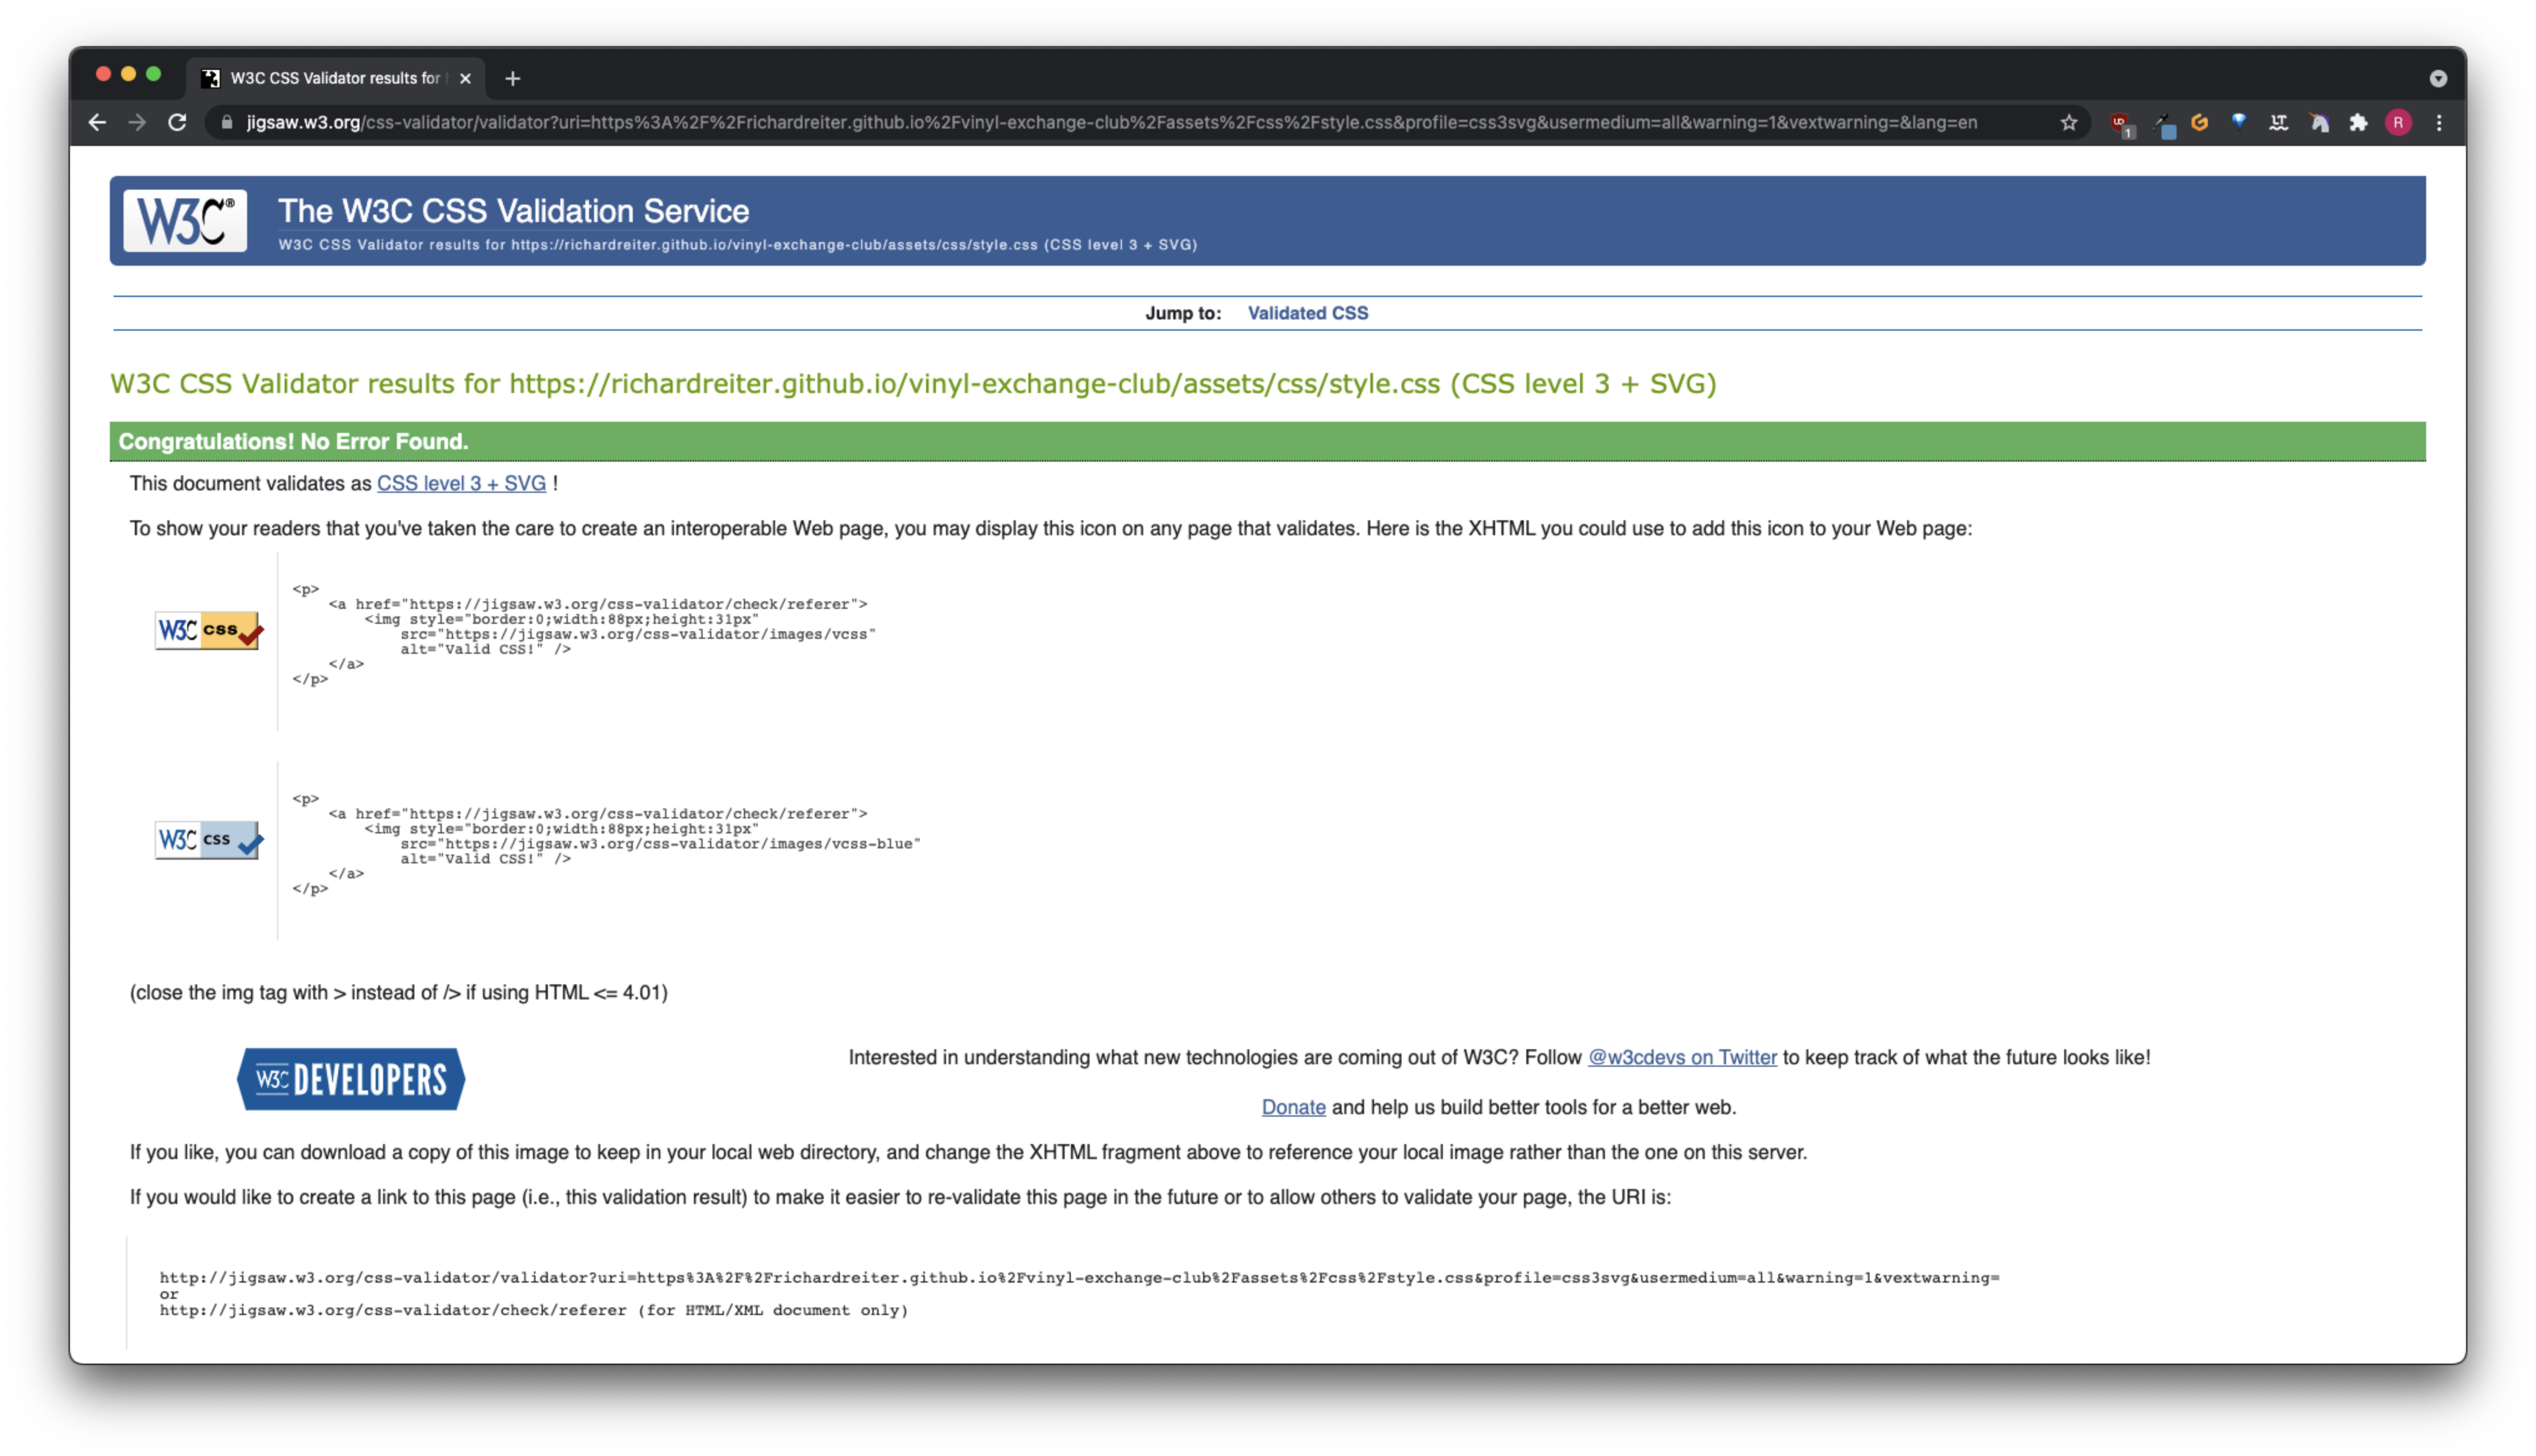 W3C CSS Validator results for
jigsaw.w3.org/css-validator/validator?uri=https%3A%2F%2Frichardreiter.github.io%2Fvinyl-exchange-club%2Fassets%2Fcss%2Fstyle.css&profile=css3svg&usermedium=all&warning=1&vextwarning=&lang=en
1
R
W3C®
The W3C CSS Validation Service
W3C CSS Validator results for https://richardreiter.github.io/vinyl-exchange-club/assets/css/style.css (CSS level 3 + SVG)
Jump to: Validated CSS
W3C CSS Validator results for https://richardreiter.github.io/vinyl-exchange-club/assets/css/style.css (CSS level 3 + SVG)
Congratulations! No Error Found.
This document validates as CSS level 3 + SVG !
To show your readers that you've taken the care to create an interoperable Web page, you may display this icon on any page that validates. Here is the XHTML you could use to add this icon to your Web page:
W3C css
<p>
<a href="https://jigsaw.w3.org/css-validator/check/referer">
<img style="border:0;width:88px;height:31px"
src="https://jigsaw.w3.org/css-validator/images/vcss"
alt="Valid CSS!" />
</a>
</p>
W3C css
<p>
<a href="https://jigsaw.w3.org/css-validator/check/referer">
<img style="border:0;width:88px;height:31px"
src="https://jigsaw.w3.org/css-validator/images/vcss-blue"
alt="Valid CSS!" />
</a>
</p>
(close the img tag with > instead of /> if using HTML <= 4.01)
W3C DEVELOPERS
Interested in understanding what new technologies are coming out of W3C? Follow @w3cdevs on Twitter to keep track of what the future looks like!
Donate and help us build better tools for a better web.
If you like, you can download a copy of this image to keep in your local web directory, and change the XHTML fragment above to reference your local image rather than the one on this server.
If you would like to create a link to this page (i.e., this validation result) to make it easier to re-validate this page in the future or to allow others to validate your page, the URI is:
http://jigsaw.w3.org/css-validator/validator?uri=https%3A%2F%2Frichardreiter.github.io%2Fvinyl-exchange-club%2Fassets%2Fcss%2Fstyle.css&profile=css3svg&usermedium=all&warning=1&vextwarning=
or
http://jigsaw.w3.org/css-validator/check/referer (for HTML/XML document only)